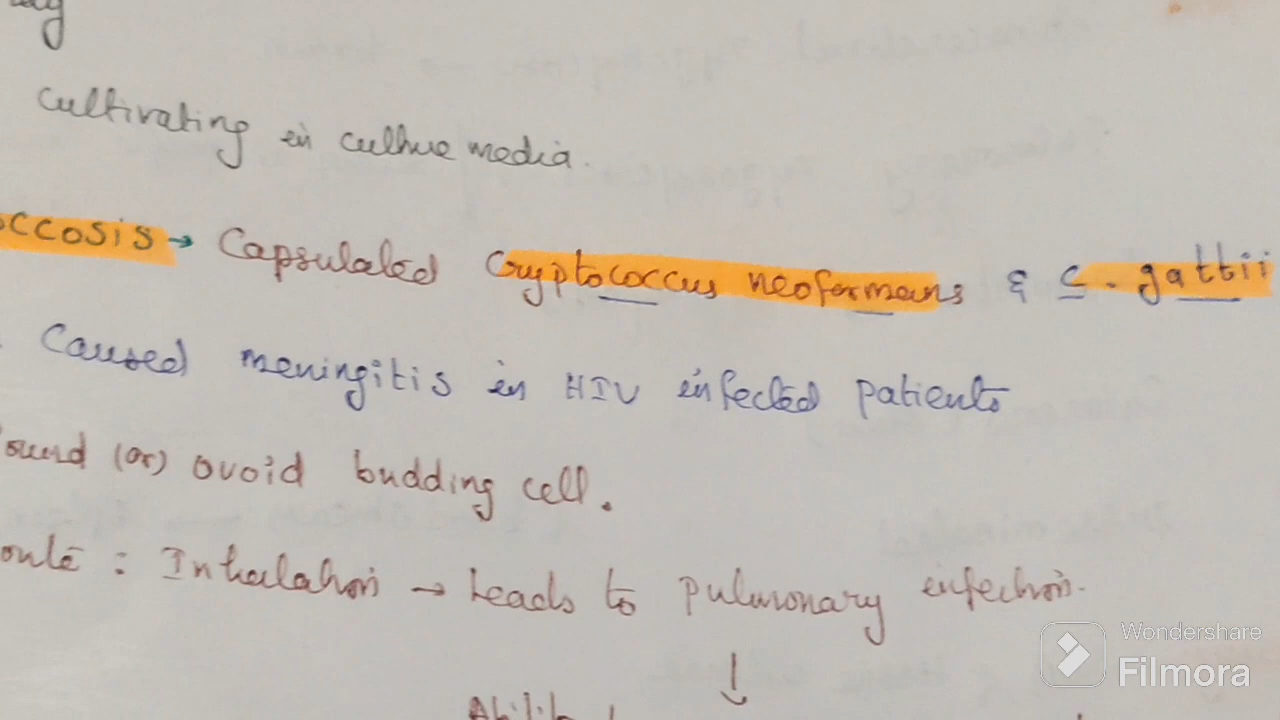 cultivating in culture media.
occosis → Capsulated Cryptococcus neoformans & C. gattii
Caused meningitis in HIV infected patients
ound (or) ovoid budding cell.
oute : Inhalation → Leads to pulmonary infection.
↓
Wondershare
Filmora